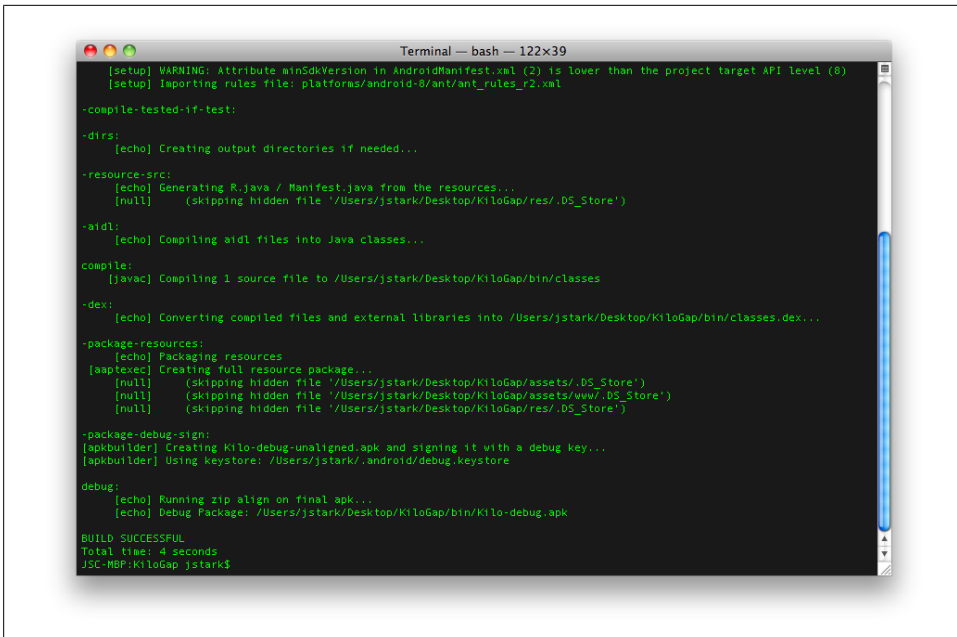 Terminal — bash — 122×39
[setup] WARNING: Attribute minSdkVersion in AndroidManifest.xml (2) is lower than the project target API level (8)
[setup] Importing rules file: platforms/android-8/ant/ant_rules_r2.xml
-compile-tested-if-test:
-dirs:
[echo] Creating output directories if needed...
-resource-src:
[echo] Generating R.java / Manifest.java from the resources...
[null] (skipping hidden file '/Users/jstark/Desktop/KiloGap/res/.DS_Store')
-aidl:
[echo] Compiling aidl files into Java classes...
compile:
[javac] Compiling 1 source file to /Users/jstark/Desktop/KiloGap/bin/classes
-dex:
[echo] Converting compiled files and external libraries into /Users/jstark/Desktop/KiloGap/bin/classes.dex...
-package-resources:
[echo] Packaging resources
[aaptexec] Creating full resource package...
[null] (skipping hidden file '/Users/jstark/Desktop/KiloGap/assets/.DS_Store')
[null] (skipping hidden file '/Users/jstark/Desktop/KiloGap/assets/www/.DS_Store')
[null] (skipping hidden file '/Users/jstark/Desktop/KiloGap/res/.DS_Store')
-package-debug-sign:
[apkbuilder] Creating Kilo-debug-unaligned.apk and signing it with a debug key...
[apkbuilder] Using keystore: /Users/jstark/.android/debug.keystore
debug:
[echo] Running zip align on final apk...
[echo] Debug Package: /Users/jstark/Desktop/KiloGap/bin/Kilo-debug.apk
BUILD SUCCESSFUL
Total time: 4 seconds
JSC-MBP:KiloGap jstark$